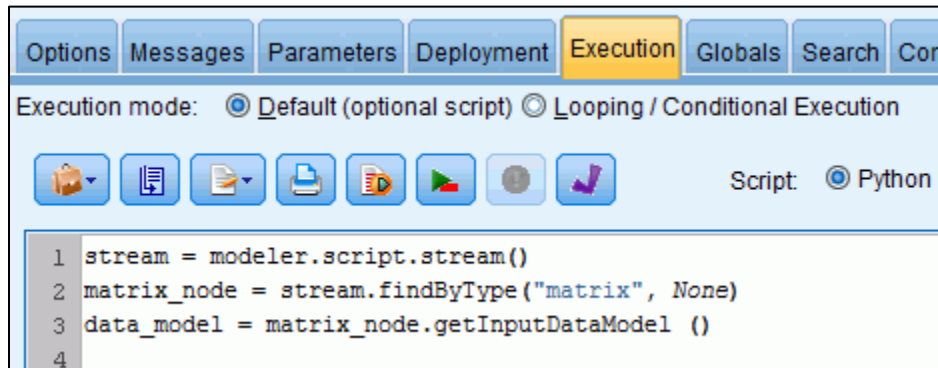 Options Messages Parameters Deployment Execution Globals Search Con
Execution mode: Default (optional script) Looping / Conditional Execution
Script: Python
1 stream = modeler.script.stream()
2 matrix_node = stream.findByType("matrix", None)
3 data_model = matrix_node.getInputDataModel ()
4